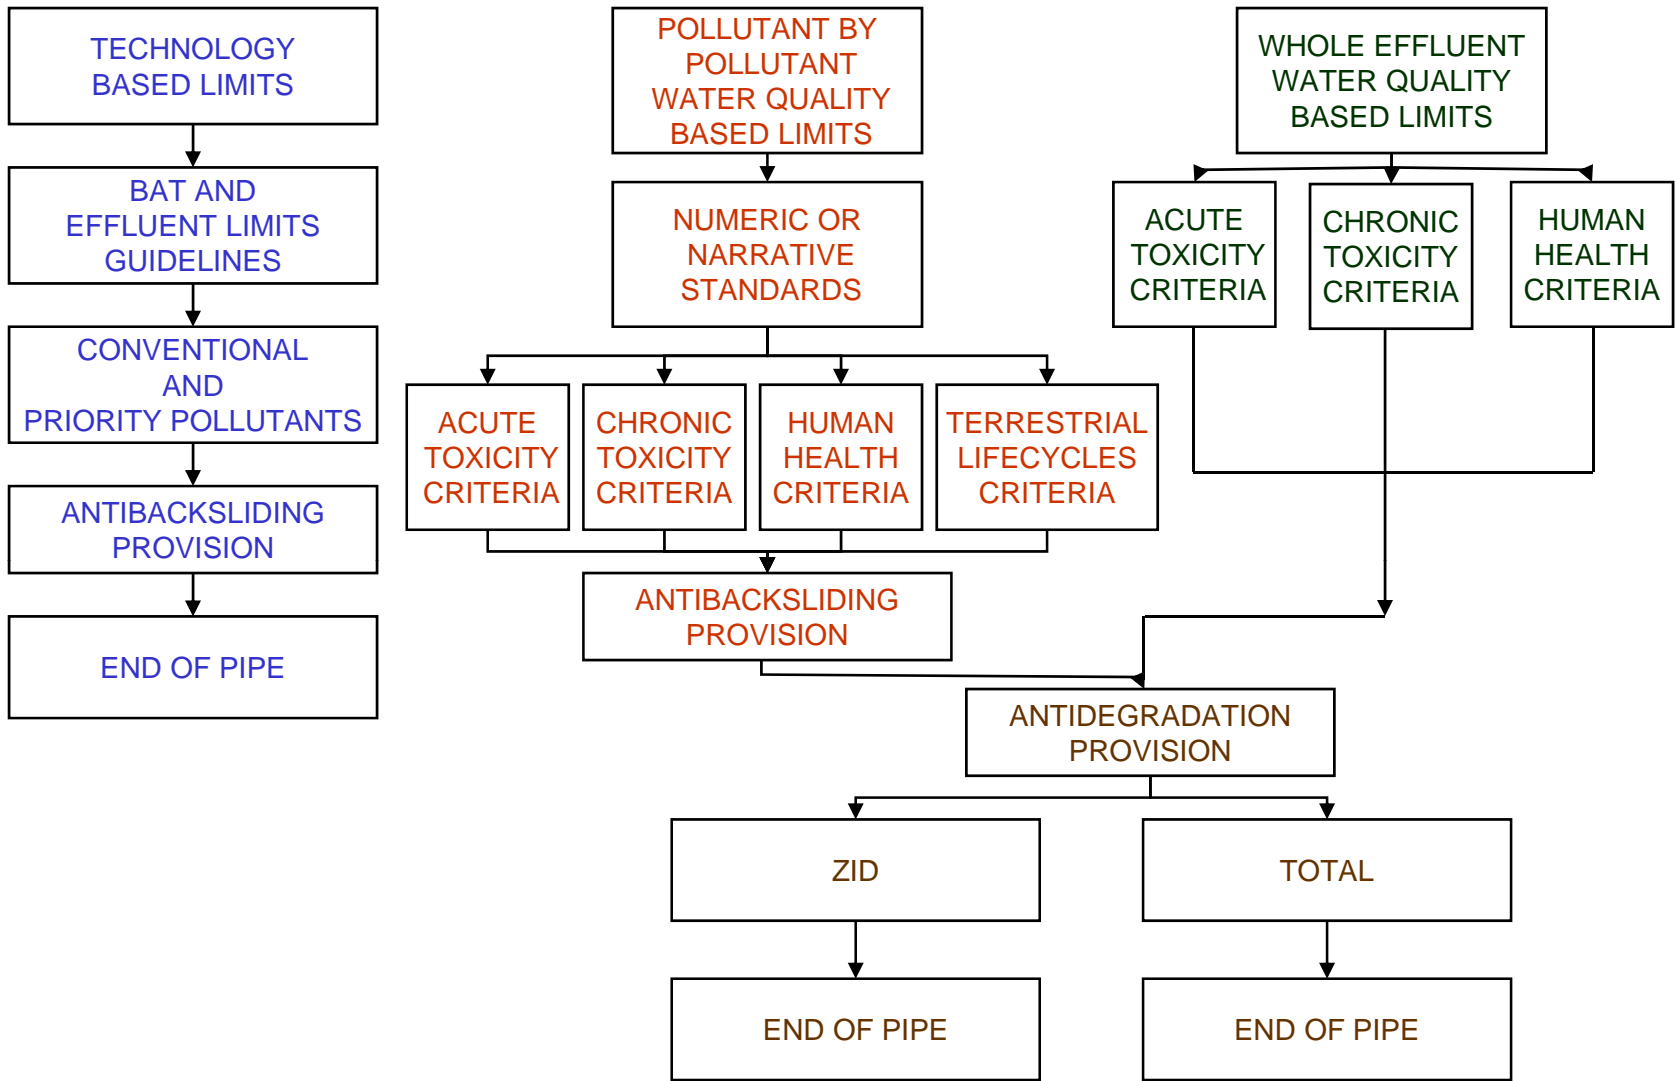 TECHNOLOGY
BASED LIMITS
BAT AND
EFFLUENT LIMITS
GUIDELINES
CONVENTIONAL
AND
PRIORITY POLLUTANTS
ANTIBACKSLIDING
PROVISION
END OF PIPE
POLLUTANT BY
POLLUTANT
WATER QUALITY
BASED LIMITS
NUMERIC OR
NARRATIVE
STANDARDS
ACUTE
TOXICITY
CRITERIA
CHRONIC
TOXICITY
CRITERIA
HUMAN
HEALTH
CRITERIA
TERRESTRIAL
LIFECYCLES
CRITERIA
ANTIBACKSLIDING
PROVISION
WHOLE EFFLUENT
WATER QUALITY
BASED LIMITS
ACUTE
TOXICITY
CRITERIA
CHRONIC
TOXICITY
CRITERIA
HUMAN
HEALTH
CRITERIA
ANTIDEGRADATION
PROVISION
ZID
TOTAL
END OF PIPE
END OF PIPE